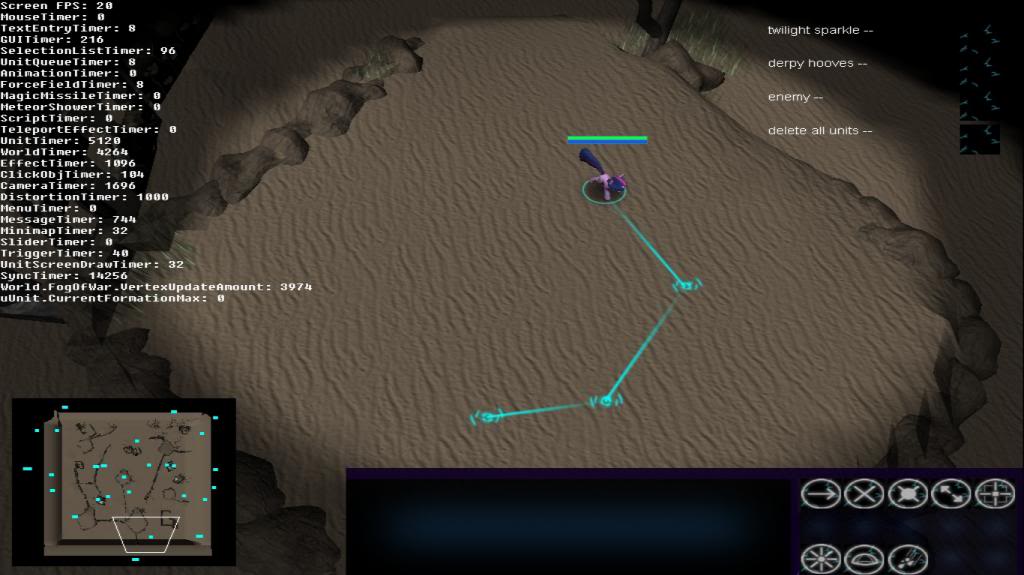 Screen FPS: 20
MouseTimer: 0
TextEntryTimer: 8
GUITimer: 216
SelectionListTimer: 96
UnitQueueTimer: 8
AnimationTimer: 0
ForceFieldTimer: 8
MagicMissileTimer: 0
MeteorShowerTimer: 0
ScriptTimer: 0
TeleportEffectTimer: 0
UnitTimer: 5120
WorldTimer: 4264
EffectTimer: 1096
ClickObjTimer: 104
CameraTimer: 1696
DistortionTimer: 1000
MenuTimer: 0
MessageTimer: 744
MinimapTimer: 32
SliderTimer: 0
TriggerTimer: 40
UnitScreenDrawTimer: 32
SyncTimer: 14256
World.FogOfWar.VertexUpdateAmount: 3974
uUnit.CurrentFormationMax: 0
twilight sparkle --
derpy hooves --
enemy --
delete all units --